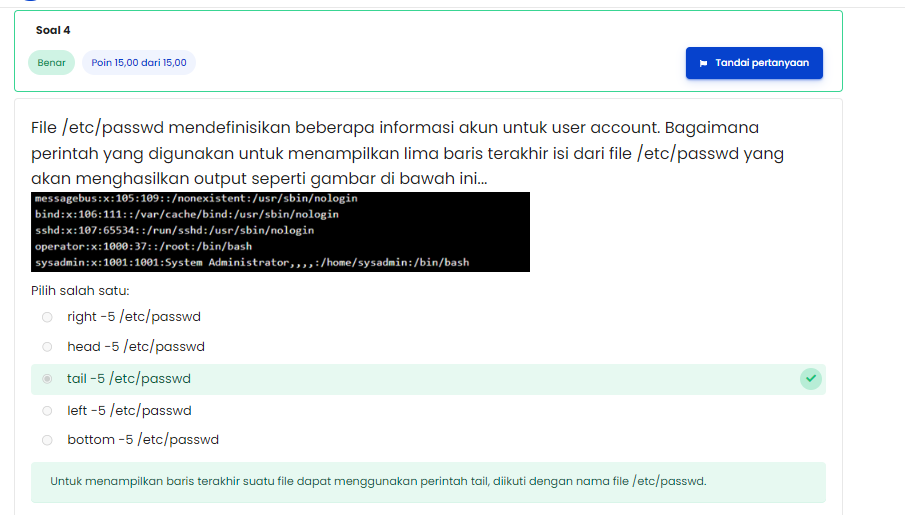 Soal 4
Benar
Poin 15,00 dari 15,00
Tandai pertanyaan
File /etc/passwd mendefinisikan beberapa informasi akun untuk user account. Bagaimana
perintah yang digunakan untuk menampilkan lima baris terakhir isi dari file /etc/passwd yang
akan menghasilkan output seperti gambar di bawah ini...
messagebus:x:105:109::/nonexistent:/usr/sbin/nologin
bind:x:106:111::/var/cache/bind:/usr/sbin/nologin
sshd:x:107:65534::/run/sshd:/usr/sbin/nologin
operator:x:1000:37::/root:/bin/bash
sysadmin:x:1001:1001:System Administrator,,,,:/home/sysadmin:/bin/bash
Pilih salah satu:
right -5 /etc/passwd
head -5 /etc/passwd
tail -5 /etc/passwd
left -5 /etc/passwd
bottom -5 /etc/passwd
Untuk menampilkan baris terakhir suatu file dapat menggunakan perintah tail, diikuti dengan nama file /etc/passwd.